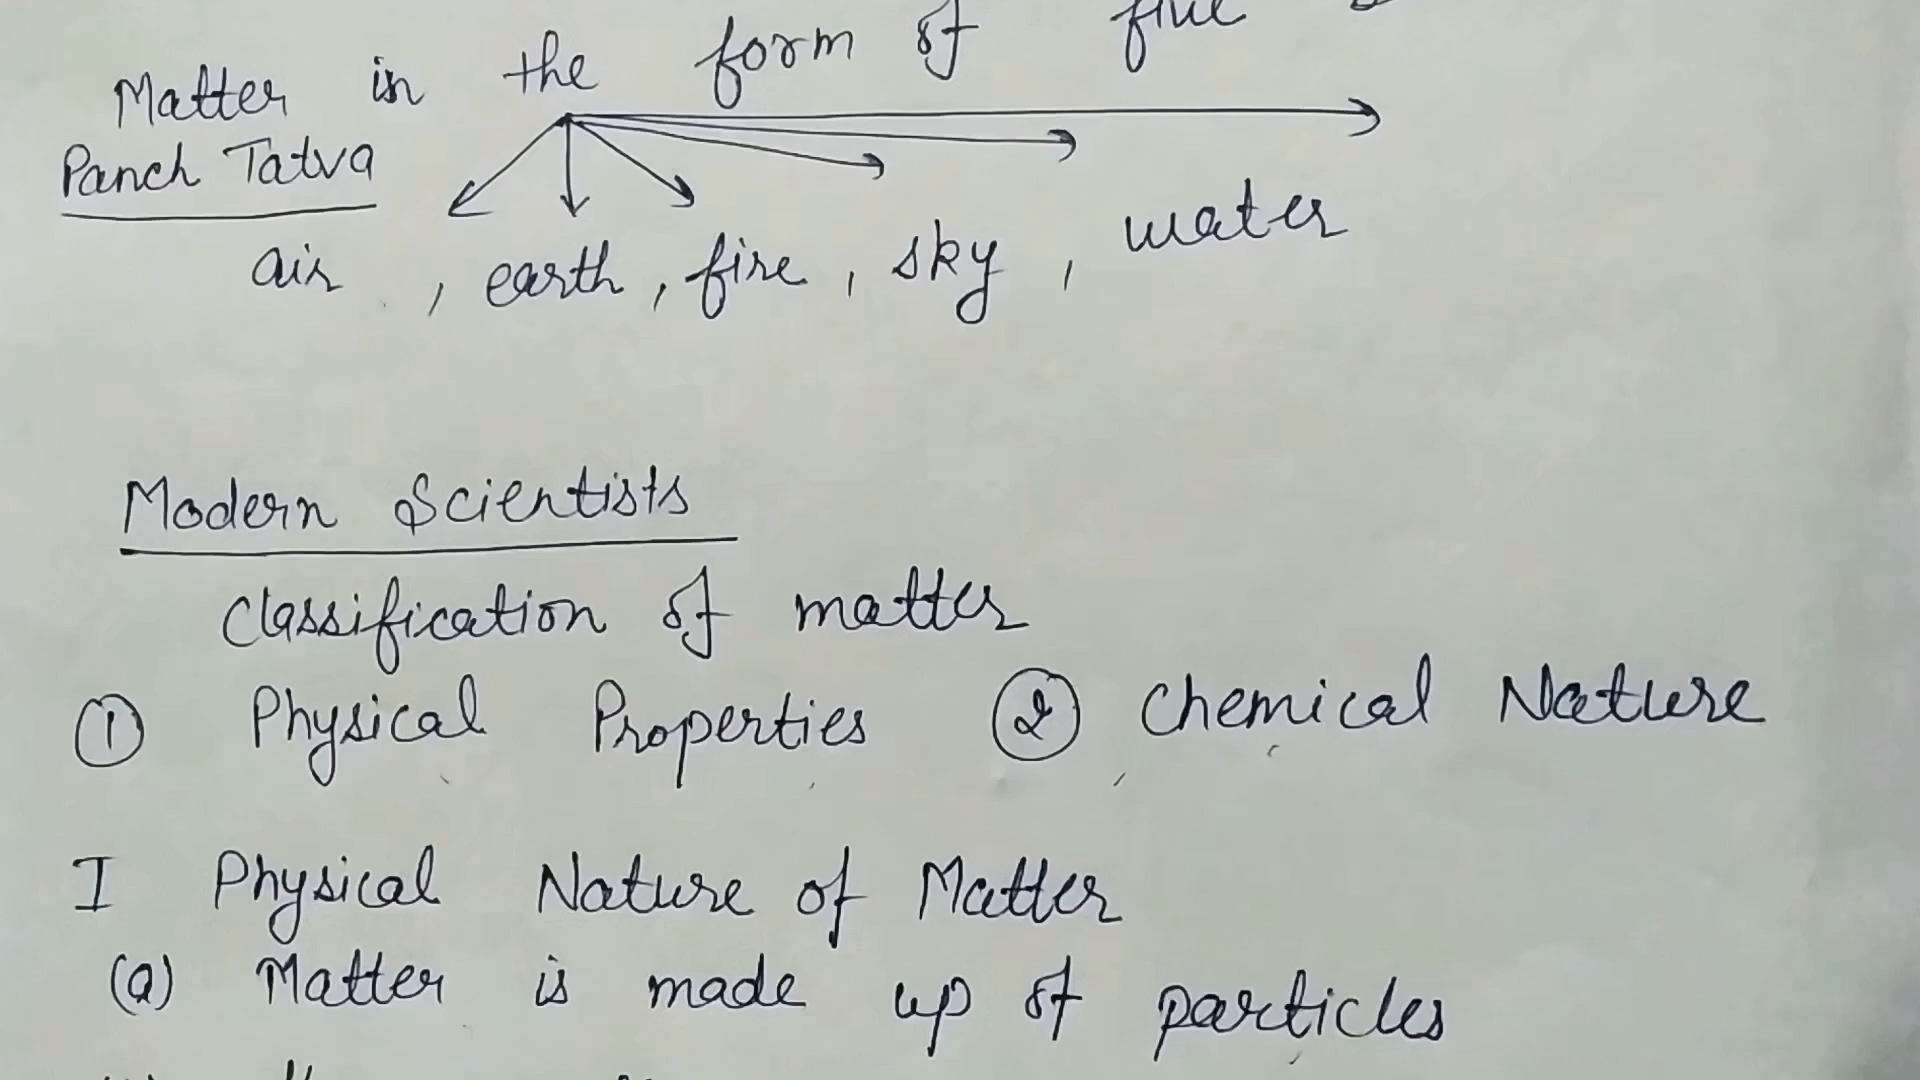 Matter in the form of five
Panch Tatva
air , earth , fire , sky , water
Modern Scientists
Classification of matter
① Physical Properties ② Chemical Nature
I Physical Nature of Matter
(a) Matter is made up of particles